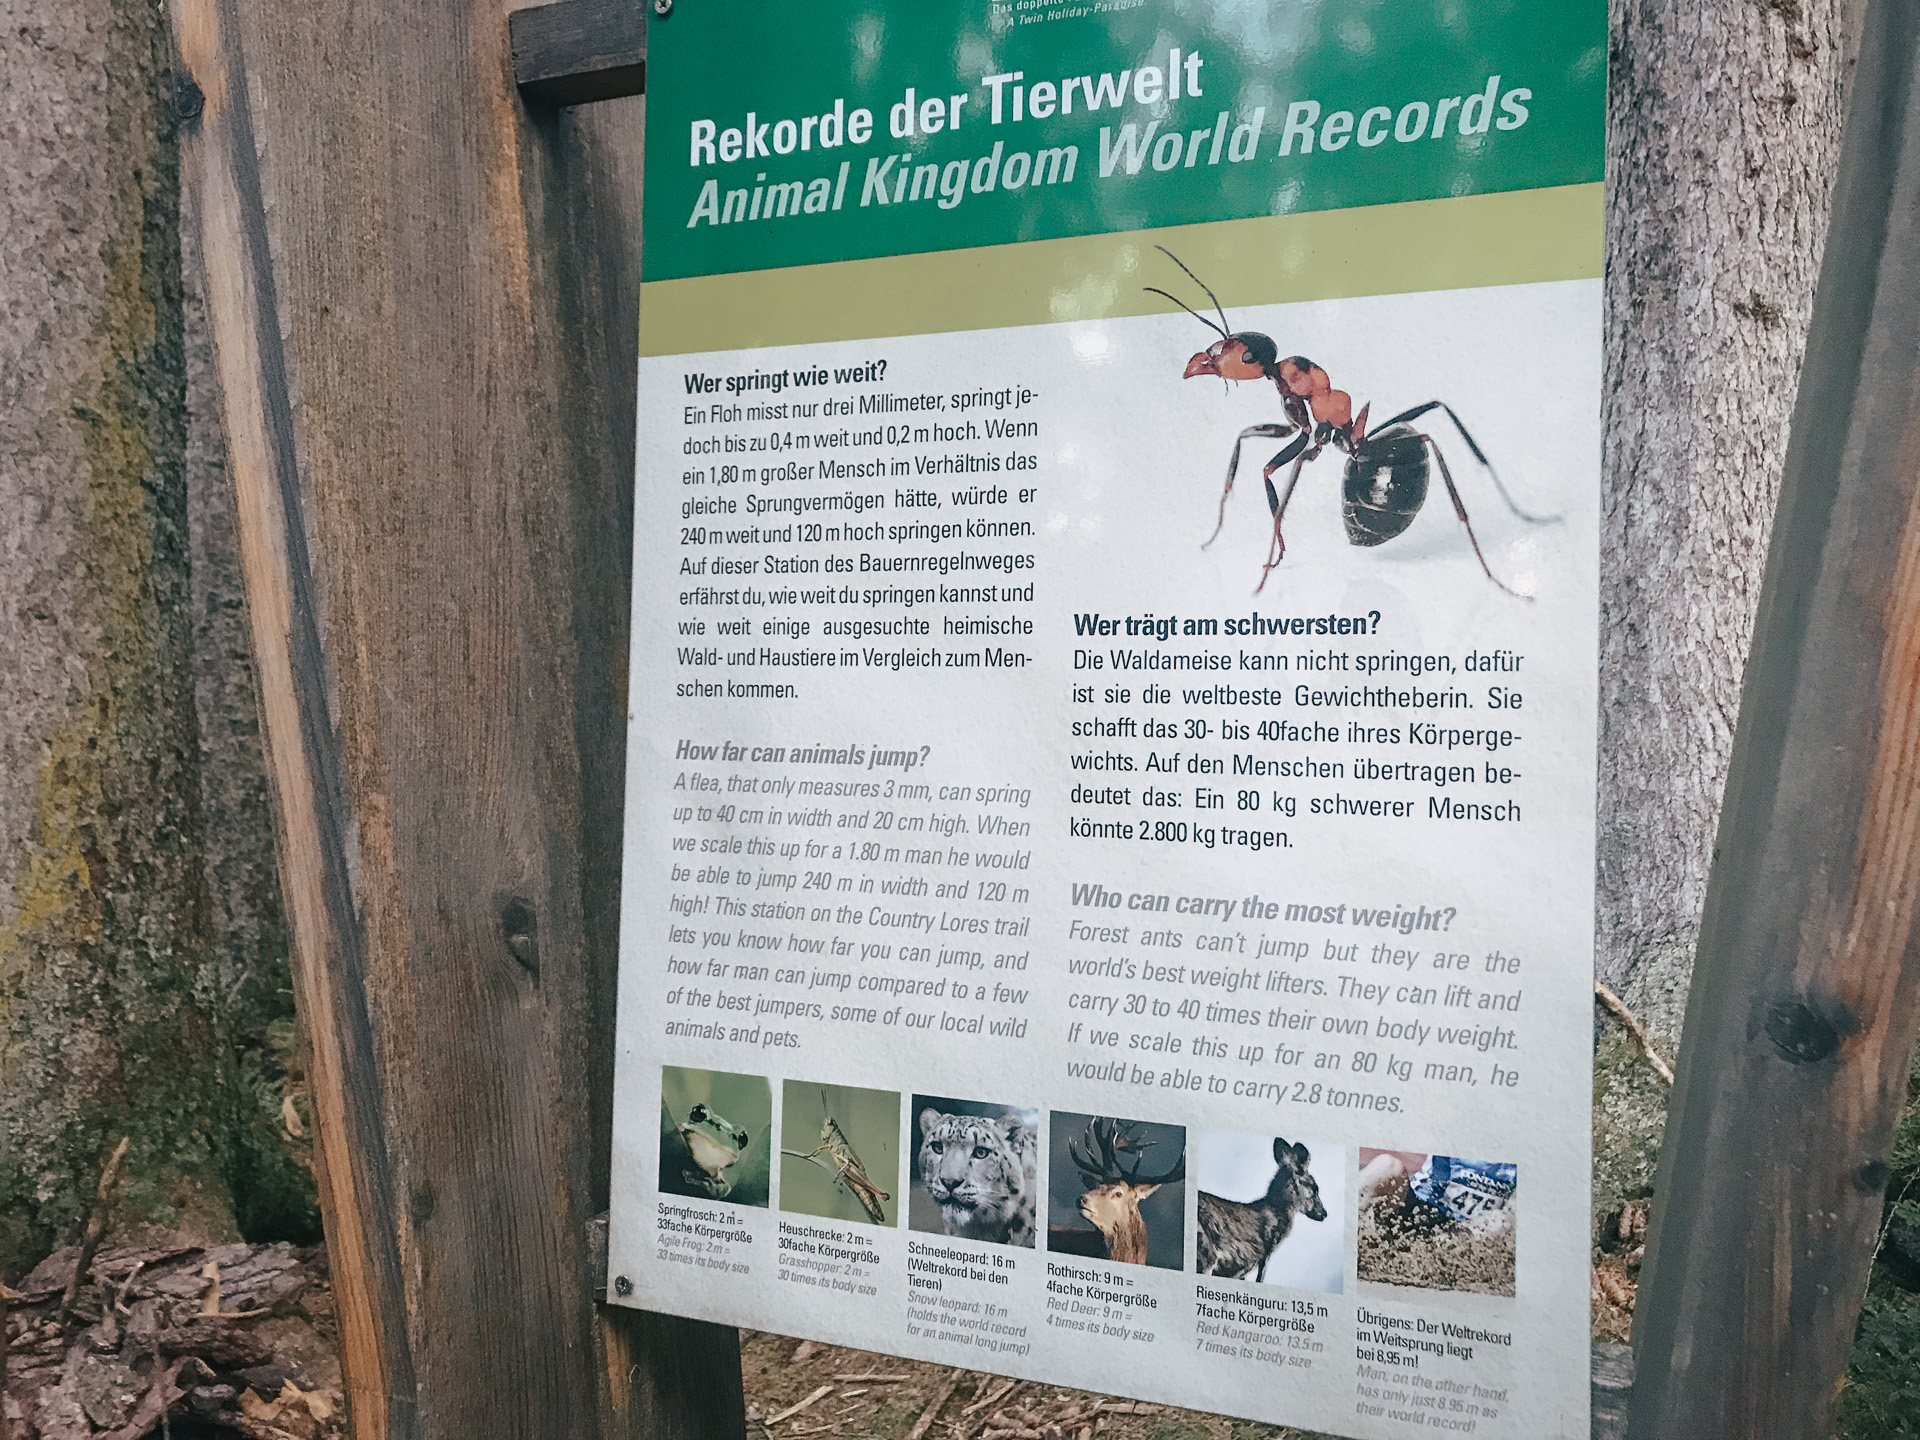 Das doppelte
A Twin Holiday-Paradise
Rekorde der Tierwelt
Animal Kingdom World Records
Wer springt wie weit?
Ein Floh misst nur drei Millimeter, springt je-
doch bis zu 0,4 m weit und 0,2 m hoch. Wenn
ein 1,80 m großer Mensch im Verhältnis das
gleiche Sprungvermögen hätte, würde er
240 m weit und 120 m hoch springen können.
Auf dieser Station des Bauernregelnweges
erfährst du, wie weit du springen kannst und
wie weit einige ausgesuchte heimische
Wald- und Haustiere im Vergleich zum Men-
schen kommen.
How far can animals jump?
A flea, that only measures 3 mm, can spring
up to 40 cm in width and 20 cm high. When
we scale this up for a 1.80 m man he would
be able to jump 240 m in width and 120 m
high! This station on the Country Lores trail
lets you know how far you can jump, and
how far man can jump compared to a few
of the best jumpers, some of our local wild
animals and pets.
Wer trägt am schwersten?
Die Waldameise kann nicht springen, dafür
ist sie die weltbeste Gewichtheberin. Sie
schafft das 30- bis 40fache ihres Körperge-
wichts. Auf den Menschen übertragen be-
deutet das: Ein 80 kg schwerer Mensch
könnte 2.800 kg tragen.
Who can carry the most weight?
Forest ants can't jump but they are the
world's best weight lifters. They can lift and
carry 30 to 40 times their own body weight.
If we scale this up for an 80 kg man, he
would be able to carry 2.8 tonnes.
Springfrosch: 2 m =
33fache Körpergröße
Agile Frog: 2 m =
33 times its body size
Heuschrecke: 2 m =
30fache Körpergröße
Grasshopper: 2 m =
30 times its body size
Schneeleopard: 16 m
(Weltrekord bei den
Tieren)
Snow leopard: 16 m
(holds the world record
for an animal long jump)
Rothirsch: 9 m =
4fache Körpergröße
Red Deer: 9 m =
4 times its body size
Riesenkänguru: 13,5 m
7fache Körpergröße
Red Kangaroo: 13.5 m
7 times its body size
Übrigens: Der Weltrekord
im Weitsprung liegt
bei 8,95 m!
Man, on the other hand,
has only just 8.95 m as
their world record!